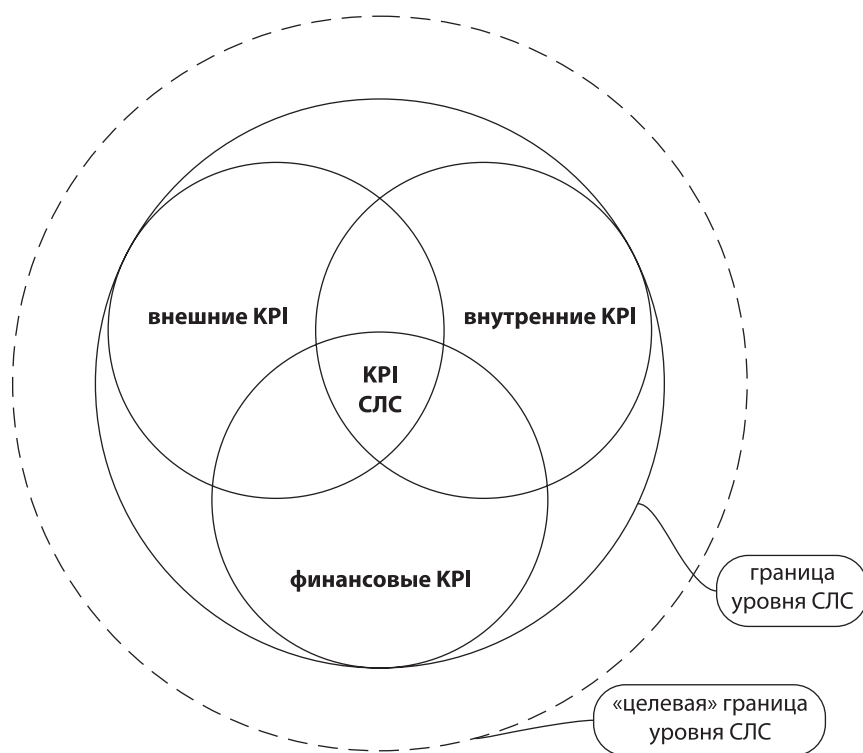 внешние KPI
внутренние KPI
KPI
СЛС
финансовые KPI
граница
уровня СЛС
«целевая» граница
уровня СЛС